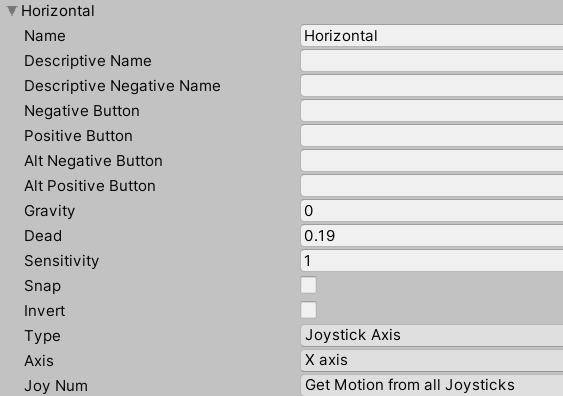 Horizontal
Name Horizontal
Descriptive Name
Descriptive Negative Name
Negative Button
Positive Button
Alt Negative Button
Alt Positive Button
Gravity 0
Dead 0.19
Sensitivity 1
Snap
Invert
Type Joystick Axis
Axis X axis
Joy Num Get Motion from all Joysticks